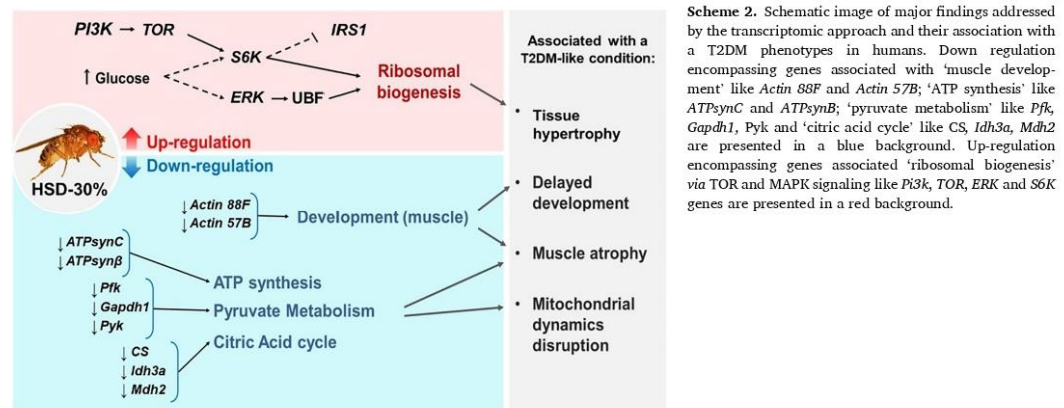 PI3K → TOR
IRS1
S6K
↑ Glucose
ERK → UBF
Ribosomal
biogenesis
Up-regulation
Down-regulation
HSD-30%
↓ Actin 88F
↓ Actin 57B
Development (muscle)
↓ ATPsynC
↓ ATPsynβ
ATP synthesis
↓ Pfk
↓ Gapdh1
↓ Pyk
Pyruvate Metabolism
↓ CS
↓ Idh3a
↓ Mdh2
Citric Acid cycle
Associated with a
T2DM-like condition:
• Tissue
hypertrophy
• Delayed
development
• Muscle atrophy
• Mitochondrial
dynamics
disruption
Scheme 2. Schematic image of major findings addressed
by the transcriptomic approach and their association with
a T2DM phenotypes in humans. Down regulation
encompassing genes associated with ‘muscle develop-
ment’ like Actin 88F and Actin 57B; ‘ATP synthesis’ like
ATPsynC and ATPsynB; ‘pyruvate metabolism’ like Pfk,
Gapdh1, Pyk and ‘citric acid cycle’ like CS, Idh3a, Mdh2
are presented in a blue background. Up-regulation
encompassing genes associated ‘ribosomal biogenesis’
via TOR and MAPK signaling like Pi3k, TOR, ERK and S6K
genes are presented in a red background.